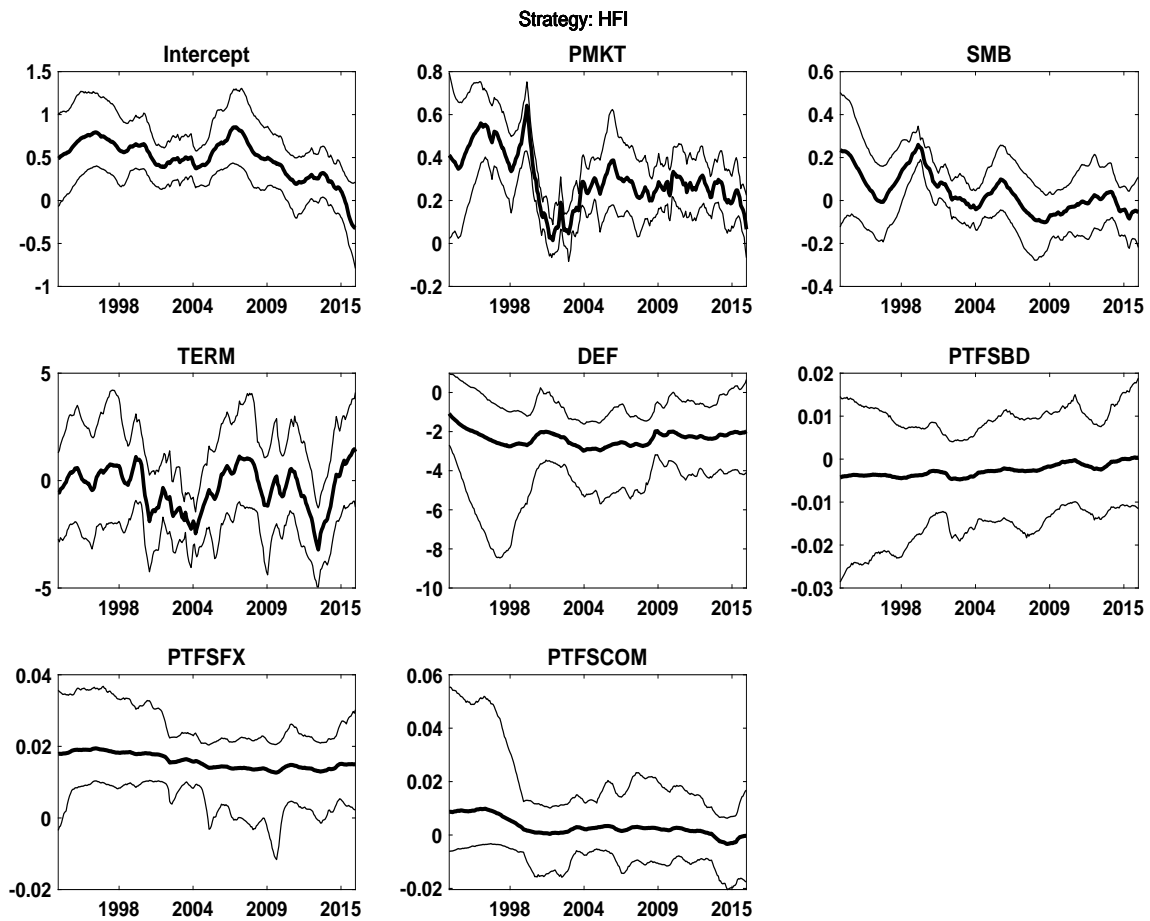 Strategy: HFI
Intercept
1.5
1
0.5
0
-0.5
-1
1998 2004 2009 2015
PMKT
0.8
0.6
0.4
0.2
0
-0.2
1998 2004 2009 2015
SMB
0.6
0.4
0.2
0
-0.2
-0.4
1998 2004 2009 2015
TERM
5
0
-5
1998 2004 2009 2015
DEF
0
-2
-4
-6
-8
-10
1998 2004 2009 2015
PTFSBD
0.02
0.01
0
-0.01
-0.02
-0.03
1998 2004 2009 2015
PTFSFX
0.04
0.02
0
-0.02
1998 2004 2009 2015
PTFSCOM
0.06
0.04
0.02
0
-0.02
1998 2004 2009 2015